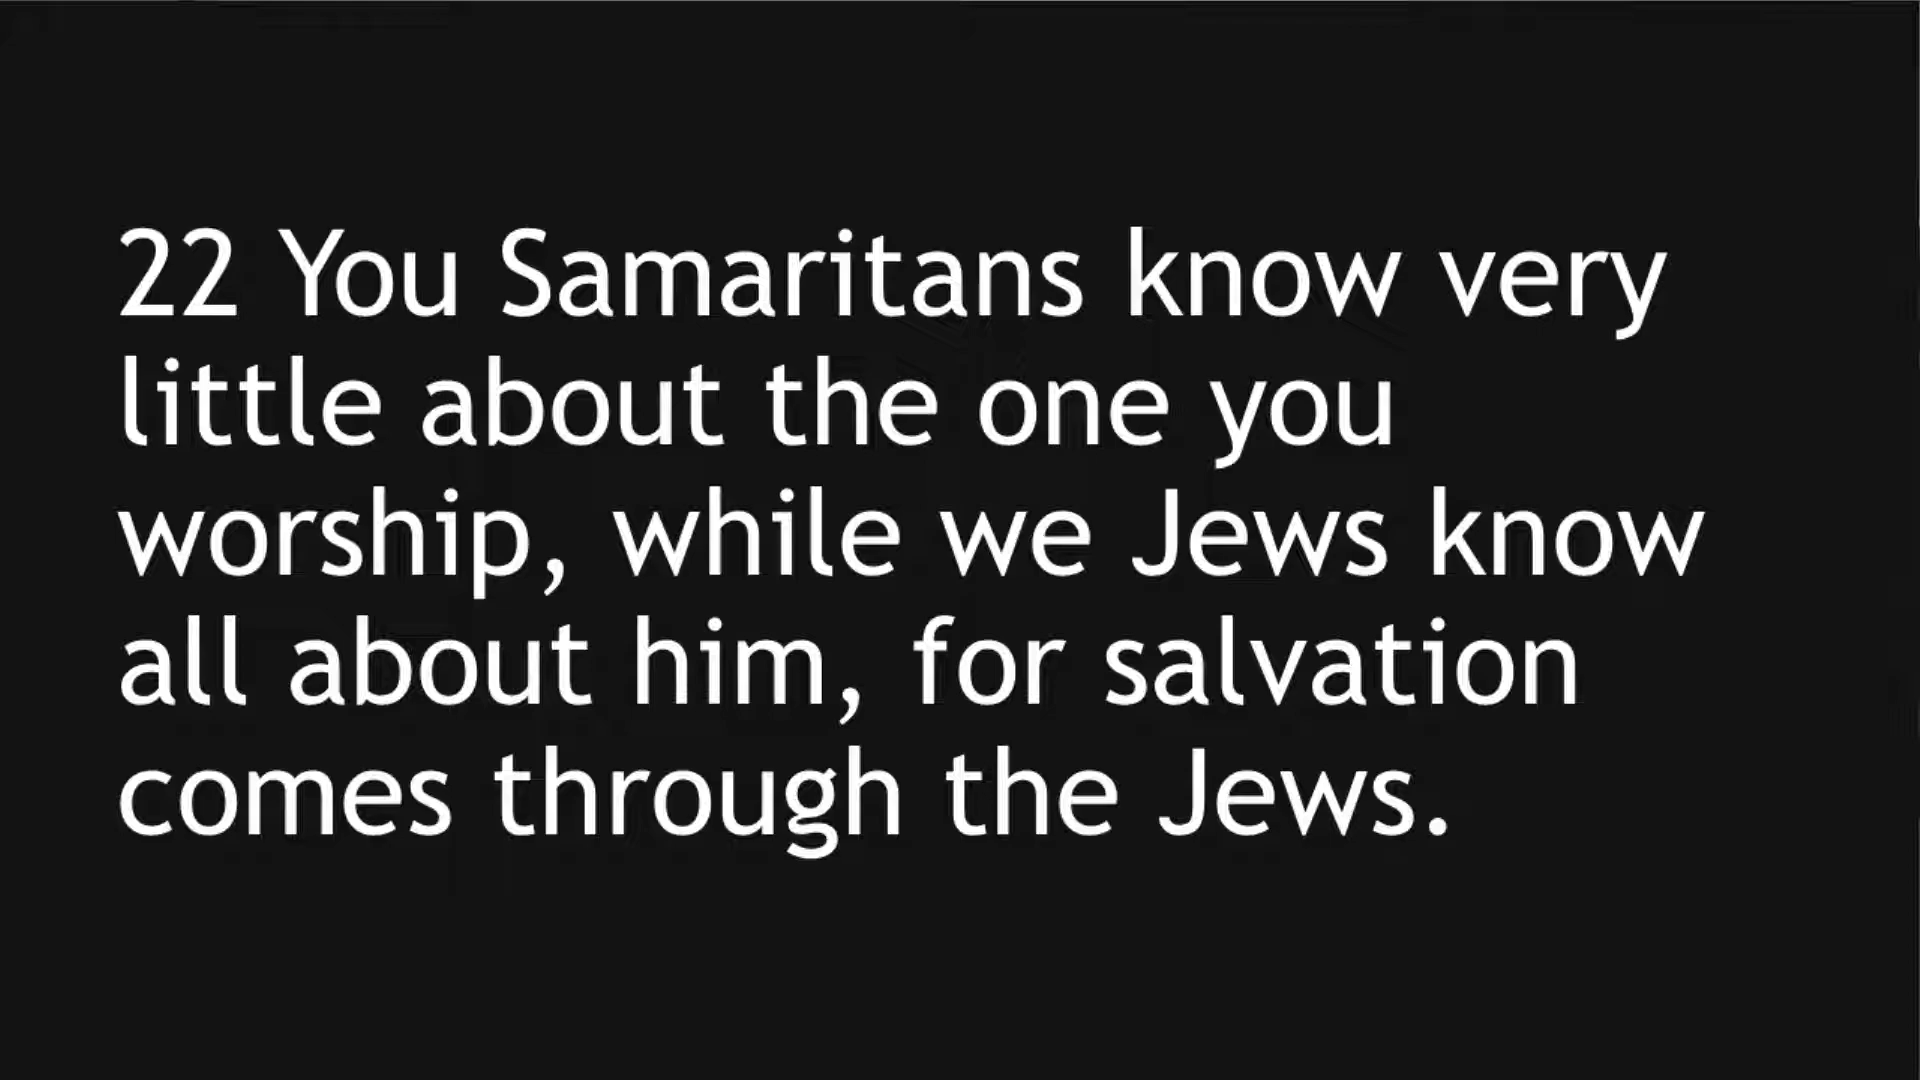 22 You Samaritans know very
little about the one you
worship, while we Jews know
all about him, for salvation
comes through the Jews.